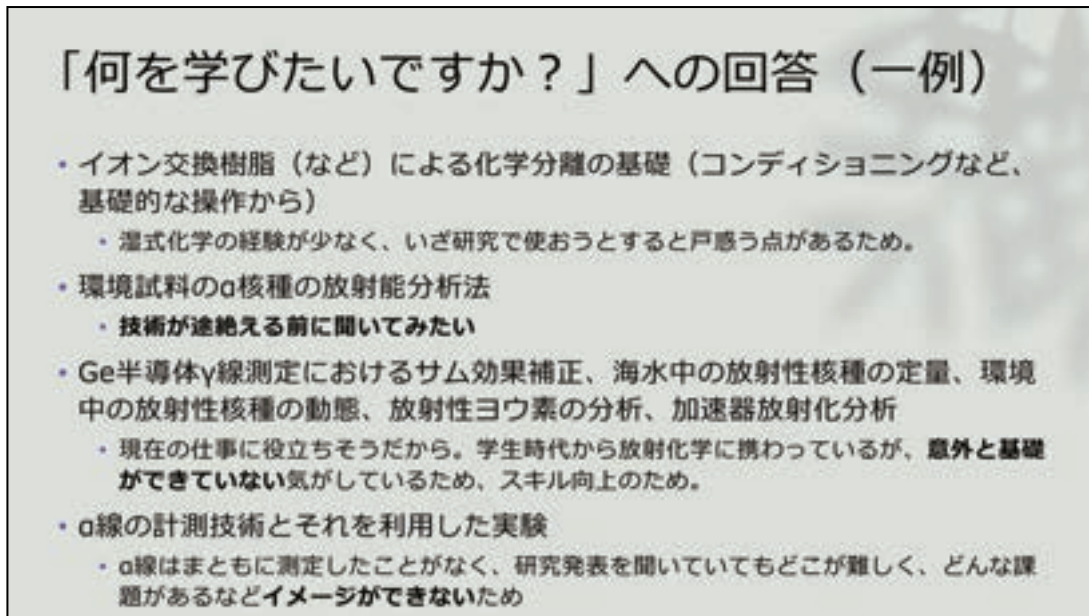 「何を学びたいですか？」への回答（一例）
・イオン交換樹脂（など）による化学分離の基礎（コンディショニングなど、
基礎的な操作から）
・湿式化学の経験が少なく、いざ研究で使おうとすると戸惑う点があるため。
・環境試料のα核種の放射能分析法
・技術が途絶える前に聞いてみたい
・Ge半導体γ線測定におけるサム効果補正、海水中の放射性核種の定量、環境
中の放射性核種の動態、放射性ヨウ素の分析、加速器放射化分析
・現在の仕事に役立ちそうだから。学生時代から放射化学に携わっているが、意外と基礎
ができていない気がしているため、スキル向上のため。
・α線の計測技術とそれを利用した実験
・α線はまともに測定したことがなく、研究発表を聞いていてもどこが難しく、どんな課
題があるなどイメージができないため